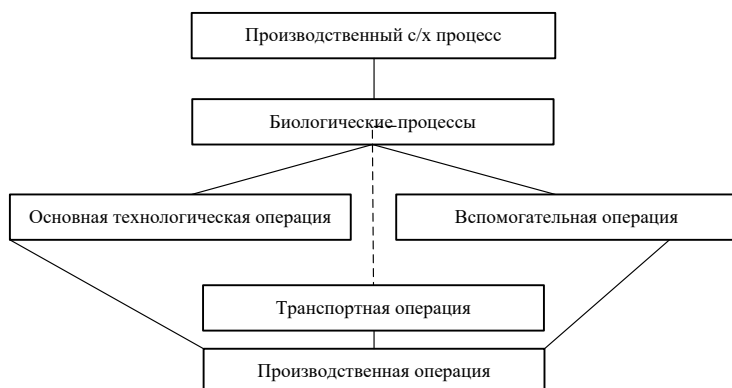 Производственный с/х процесс
Биологические процессы
Основная технологическая операция
Вспомогательная операция
Транспортная операция
Производственная операция